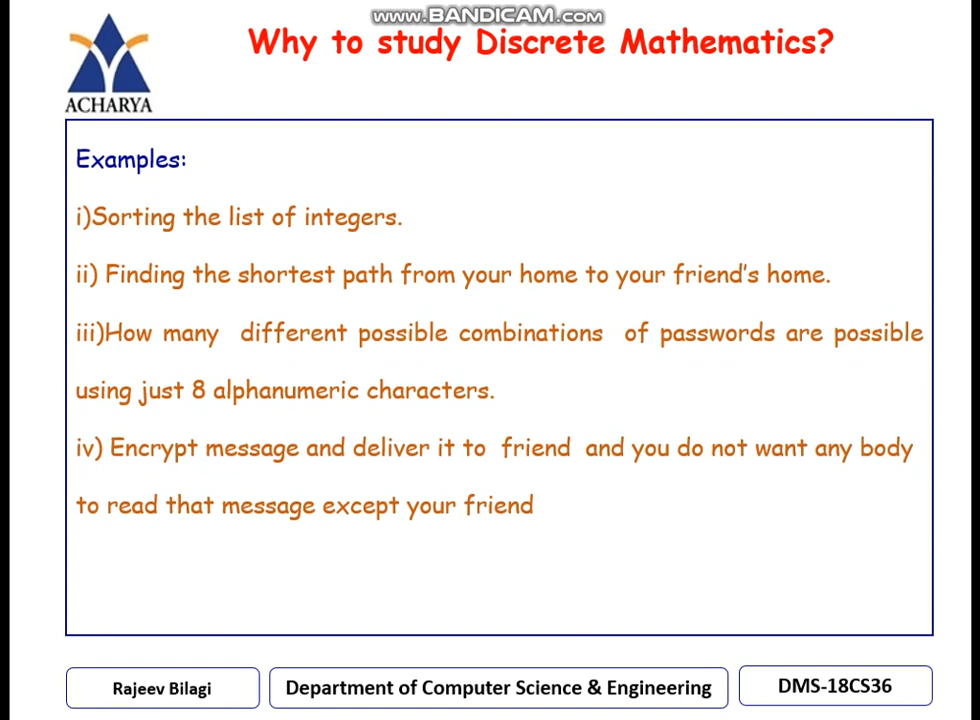 www.BANDICAM.com
Why to study Discrete Mathematics?
ACHARYA
Examples:
i)Sorting the list of integers.
ii) Finding the shortest path from your home to your friend's home.
iii)How many different possible combinations of passwords are possible
using just 8 alphanumeric characters.
iv) Encrypt message and deliver it to friend and you do not want any body
to read that message except your friend
Rajeev Bilagi
Department of Computer Science & Engineering
DMS-18CS36